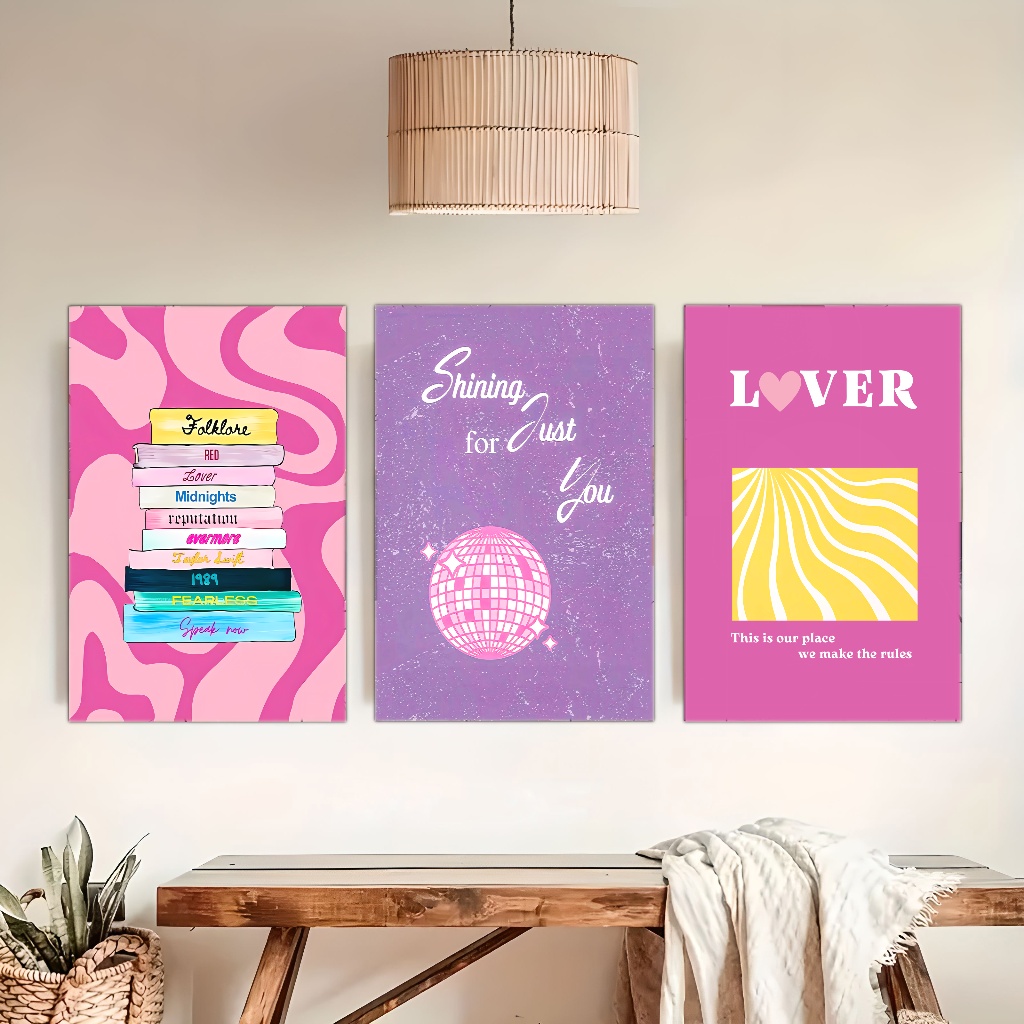 Folklore
RED
Lover
Midnights
reputation
evermore
Taylor Swift
1989
FEARLESS
Speak now
Shining
for Just
You
LOVER
This is our place
we make the rules